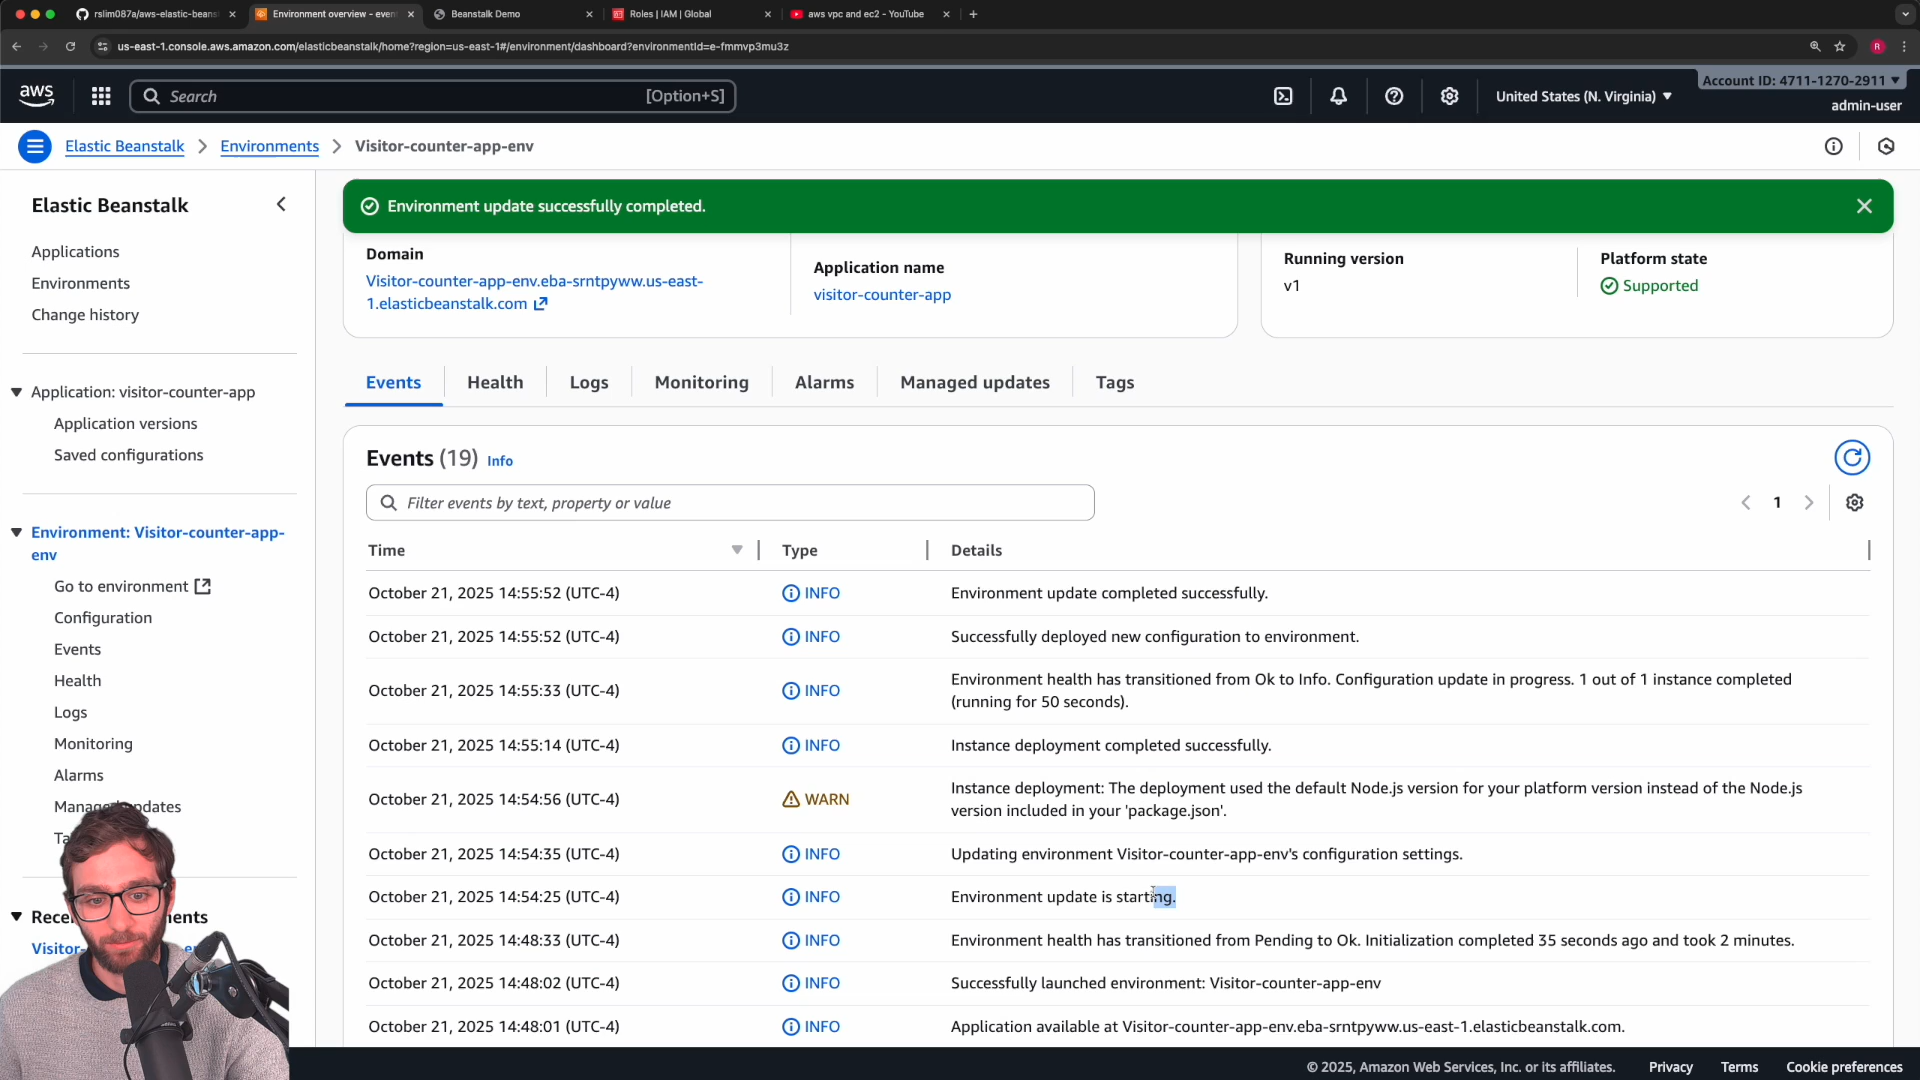 rslim087a/aws-elastic-beans
Environment overview - even
Beanstalk Demo
Roles | IAM | Global
aws vpc and ec2 - YouTube
us-east-1.console.aws.amazon.com/elasticbeanstalk/home?region=us-east-1#/environment/dashboard?environmentId=e-fmmvp3mu3z
R
aws
Search
[Option+S]
United States (N. Virginia)
Account ID: 4711-1270-2911
admin-user
Elastic Beanstalk
Environments
Visitor-counter-app-env
Elastic Beanstalk
Applications
Environments
Change history
Application: visitor-counter-app
Application versions
Saved configurations
Environment: Visitor-counter-app-
env
Go to environment
Configuration
Events
Health
Logs
Monitoring
Alarms
Environment update successfully completed.
Domain
Visitor-counter-app-env.eba-srntpyww.us-east-
1.elasticbeanstalk.com
Application name
visitor-counter-app
Running version
v1
Platform state
Supported
Events
Health
Logs
Monitoring
Alarms
Managed updates
Tags
Events (19) Info
Filter events by text, property or value
1
Time Type Details
October 21, 2025 14:55:52 (UTC-4) INFO Environment update completed successfully.
October 21, 2025 14:55:52 (UTC-4) INFO Successfully deployed new configuration to environment.
October 21, 2025 14:55:33 (UTC-4) INFO Environment health has transitioned from Ok to Info. Configuration update in progress. 1 out of 1 instance completed
(running for 50 seconds).
October 21, 2025 14:55:14 (UTC-4) INFO Instance deployment completed successfully.
October 21, 2025 14:54:56 (UTC-4) WARN Instance deployment: The deployment used the default Node.js version for your platform version instead of the Node.js
version included in your 'package.json'.
October 21, 2025 14:54:35 (UTC-4) INFO Updating environment Visitor-counter-app-env's configuration settings.
October 21, 2025 14:54:25 (UTC-4) INFO Environment update is starting.
October 21, 2025 14:48:33 (UTC-4) INFO Environment health has transitioned from Pending to Ok. Initialization completed 35 seconds ago and took 2 minutes.
October 21, 2025 14:48:02 (UTC-4) INFO Successfully launched environment: Visitor-counter-app-env
October 21, 2025 14:48:01 (UTC-4) INFO Application available at Visitor-counter-app-env.eba-srntpyww.us-east-1.elasticbeanstalk.com.
© 2025, Amazon Web Services, Inc. or its affiliates.
Privacy
Terms
Cookie preferences